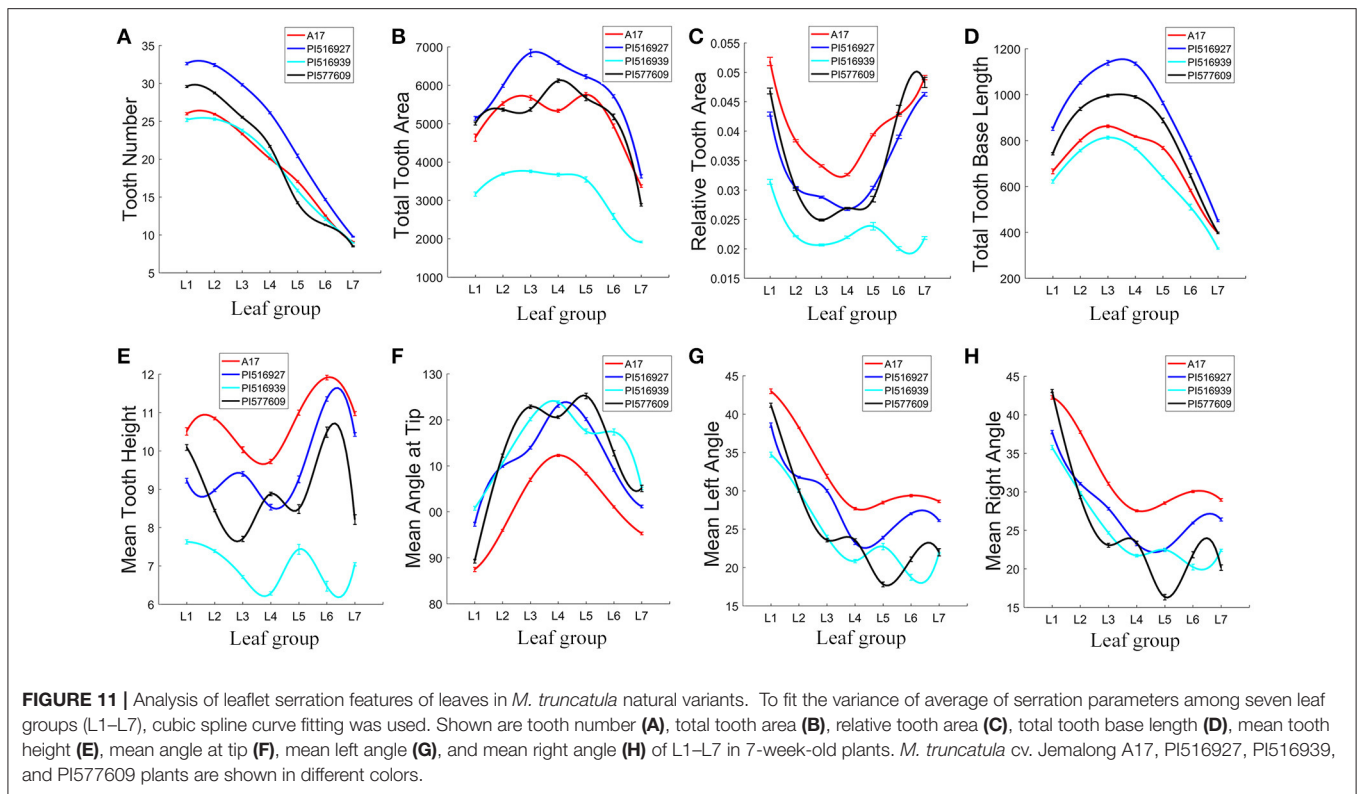 A
A17
PI516927
PI516939
PI577609
Tooth Number
35
30
25
20
15
10
5
L1 L2 L3 L4 L5 L6 L7
Leaf group
B
A17
PI516927
PI516939
PI577609
Total Tooth Area
7000
6000
5000
4000
3000
2000
1000
L1 L2 L3 L4 L5 L6 L7
Leaf group
C
A17
PI516927
PI516939
PI577609
Relative Tooth Area
0.055
0.05
0.045
0.04
0.035
0.03
0.025
0.02
0.015
L1 L2 L3 L4 L5 L6 L7
Leaf group
D
A17
PI516927
PI516939
PI577609
Total Tooth Base Length
1200
1000
800
600
400
200
L1 L2 L3 L4 L5 L6 L7
Leaf group
E
A17
PI516927
PI516939
PI577609
Mean Tooth Height
12
11
10
9
8
7
6
L1 L2 L3 L4 L5 L6 L7
Leaf group
F
A17
PI516927
PI516939
PI577609
Mean Angle at Tip
130
120
10
00
90
80
L1 L2 L3 L4 L5 L6 L7
Leaf group
G
A17
PI516927
PI516939
PI577609
Mean Left Angle
45
40
35
30
25
20
15
L1 L2 L3 L4 L5 L6 L7
Leaf group
H
A17
PI516927
PI516939
PI577609
Mean Right Angle
45
40
35
30
25
20
15
L1 L2 L3 L4 L5 L6 L7
Leaf group
FIGURE 11 | Analysis of leaflet serration features of leaves in M. truncatula natural variants. To fit the variance of average of serration parameters among seven leaf
groups (L1–L7), cubic spline curve fitting was used. Shown are tooth number (A), total tooth area (B), relative tooth area (C), total tooth base length (D), mean tooth
height (E), mean angle at tip (F), mean left angle (G), and mean right angle (H) of L1–L7 in 7-week-old plants. M. truncatula cv. Jemalong A17, PI516927, PI516939,
and PI577609 plants are shown in different colors.